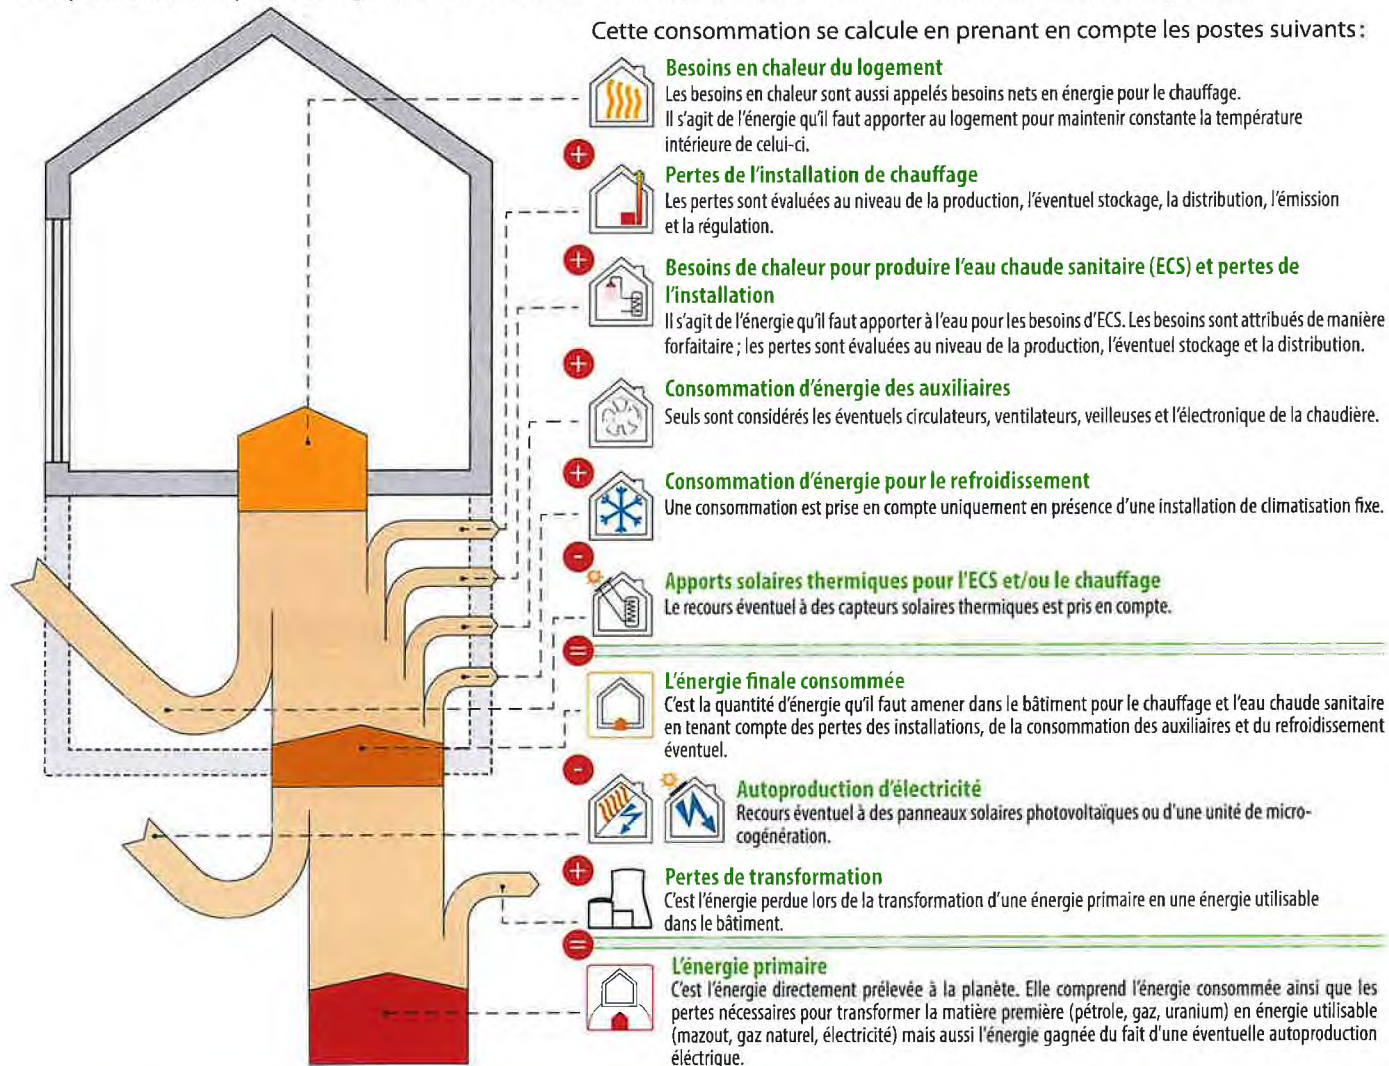 Cette consommation se calcule en prenant en compte les postes suivants :
Besoins en chaleur du logement
Les besoins en chaleur sont aussi appelés besoins nets en énergie pour le chauffage.
Il s'agit de l'énergie qu'il faut apporter au logement pour maintenir constante la température
intérieure de celui-ci.
+
Pertes de l'installation de chauffage
Les pertes sont évaluées au niveau de la production, l'éventuel stockage, la distribution, l'émission
et la régulation.
+
Besoins de chaleur pour produire l'eau chaude sanitaire (ECS) et pertes de
l'installation
Il s'agit de l'énergie qu'il faut apporter à l'eau pour les besoins d'ECS. Les besoins sont attribués de manière
forfaitaire ; les pertes sont évaluées au niveau de la production, l'éventuel stockage et la distribution.
+
Consommation d'énergie des auxiliaires
Seuls sont considérés les éventuels circulateurs, ventilateurs, veilleuses et l'électronique de la chaudière.
+
Consommation d'énergie pour le refroidissement
Une consommation est prise en compte uniquement en présence d'une installation de climatisation fixe.
-
Apports solaires thermiques pour l'ECS et/ou le chauffage
Le recours éventuel à des capteurs solaires thermiques est pris en compte.
=
L'énergie finale consommée
C'est la quantité d'énergie qu'il faut amener dans le bâtiment pour le chauffage et l'eau chaude sanitaire
en tenant compte des pertes des installations, de la consommation des auxiliaires et du refroidissement
éventuel.
-
Autoproduction d'électricité
Recours éventuel à des panneaux solaires photovoltaïques ou d'une unité de micro-
cogénération.
+
Pertes de transformation
C'est l'énergie perdue lors de la transformation d'une énergie primaire en une énergie utilisable
dans le bâtiment.
=
L'énergie primaire
C'est l'énergie directement prélevée à la planète. Elle comprend l'énergie consommée ainsi que les
pertes nécessaires pour transformer la matière première (pétrole, gaz, uranium) en énergie utilisable
(mazout, gaz naturel, électricité) mais aussi l'énergie gagnée du fait d'une éventuelle autoproduction
éléctrique.